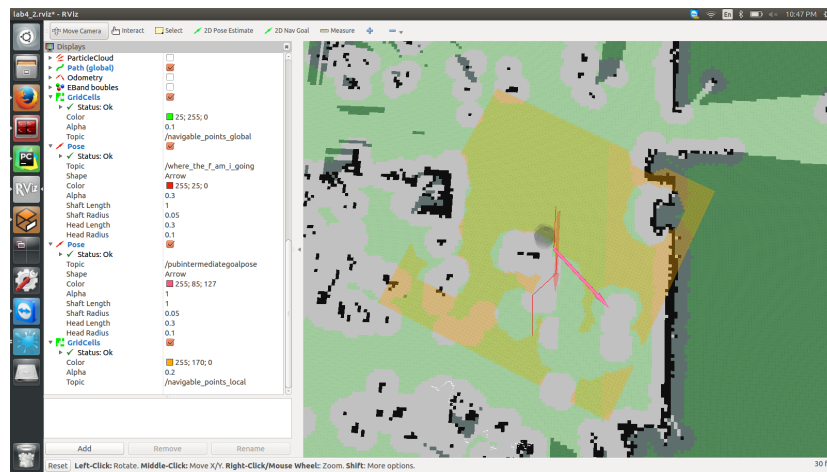 lab4_2.rviz* - RViz
En
10:47 PM
Move Camera
Interact
Select
2D Pose Estimate
2D Nav Goal
Measure
Displays
ParticleCloud
Path (global)
Odometry
EBand boubles
GridCells
Status: Ok
Color 25; 255; 0
Alpha 0.1
Topic /navigable_points_global
Pose
Status: Ok
Topic /where_the_f_am_i_going
Shape Arrow
Color 255; 25; 0
Alpha 0.3
Shaft Length 1
Shaft Radius 0.05
Head Length 0.3
Head Radius 0.1
Pose
Status: Ok
Topic /pubintermediategoalpose
Shape Arrow
Color 255; 85; 127
Alpha 1
Shaft Length 1
Shaft Radius 0.05
Head Length 0.3
Head Radius 0.1
GridCells
Status: Ok
Color 255; 170; 0
Alpha 0.2
Topic /navigable_points_local
Add
Remove
Rename
PC
RViz
Reset
Left-Click: Rotate. Middle-Click: Move X/Y. Right-Click/Mouse Wheel: Zoom. Shift: More options.
30 f